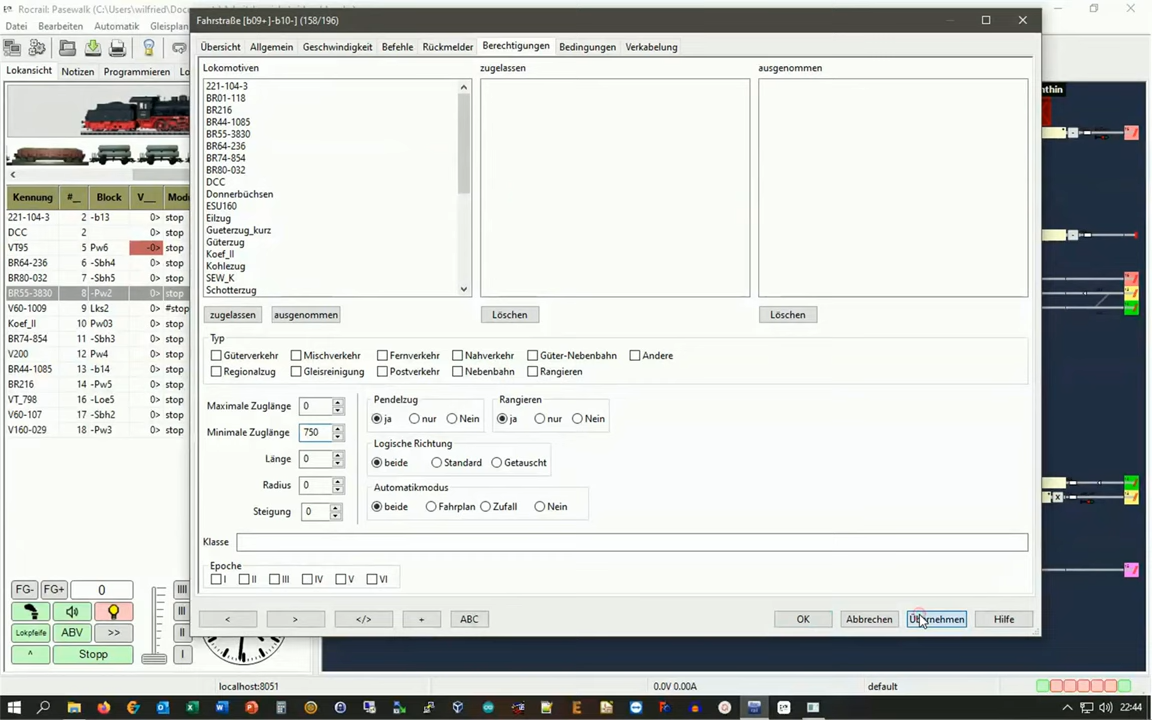 Rocrail: Pasewalk (C:\Users\wilfried\Doc
Datei Bearbeiten Automatik Gleisplan
Lokansicht Notizen Programmieren Lo
Kennung #__ Block V___ Modu
221-104-3 2 -b13 0> stop
DCC 2 0> stop
VT95 5 Pw6 -0> stop
BR64-236 6 -Sbh4 0> stop
BR80-032 7 -Sbh5 0> stop
BR55-3830 8 -Pw2 0> stop
V60-1009 9 Lks2 0> #stop
Koef_II 10 Pw03 0> stop
BR74-854 11 -Sbh3 0> stop
V200 12 Pw4 0> stop
BR44-1085 13 -b14 0> stop
BR216 14 -Pw5 0> stop
VT_798 16 -Loe5 0> stop
V60-107 17 -Sbh2 0> stop
V160-029 18 -Pw3 0> stop
FG- FG+ 0 IIII
III
Lokpfeife ABV >> II
^ Stopp I
Fahrstraße [b09+ ]-b10-] (158/196)
Übersicht Allgemein Geschwindigkeit Befehle Rückmelder Berechtigungen Bedingungen Verkabelung
Lokomotiven zugelassen ausgenommen
221-104-3
BR01-118
BR216
BR44-1085
BR55-3830
BR64-236
BR74-854
BR80-032
DCC
Donnerbüchsen
ESU160
Eilzug
Gueterzug_kurz
Güterzug
Koef_II
Kohlezug
SEW_K
Schotterzug
zugelassen ausgenommen Löschen Löschen
Typ
Güterverkehr Mischverkehr Fernverkehr Nahverkehr Güter-Nebenbahn Andere
Regionalzug Gleisreinigung Postverkehr Nebenbahn Rangieren
Maximale Zuglänge 0
Minimale Zuglänge 750
Länge 0
Radius 0
Steigung 0
Pendelzug
ja nur Nein
Rangieren
ja nur Nein
Logische Richtung
beide Standard Getauscht
Automatikmodus
beide Fahrplan Zufall Nein
Klasse
Epoche
I II III IV V VI
< > </> + ABC OK Abbrechen Übernehmen Hilfe
nthin
x
localhost:8051 0.0V 0.00A default
22:44